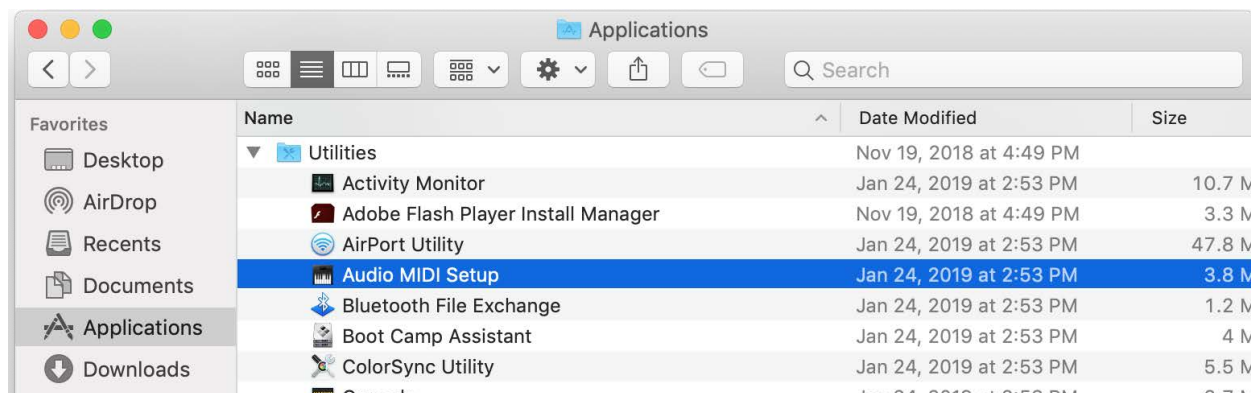 Applications
Search
Favorites
Desktop
AirDrop
Recents
Documents
Applications
Downloads
Name Date Modified Size
Utilities Nov 19, 2018 at 4:49 PM
Activity Monitor Jan 24, 2019 at 2:53 PM 10.7 M
Adobe Flash Player Install Manager Nov 19, 2018 at 4:49 PM 3.3 M
AirPort Utility Jan 24, 2019 at 2:53 PM 47.8 M
Audio MIDI Setup Jan 24, 2019 at 2:53 PM 3.8 M
Bluetooth File Exchange Jan 24, 2019 at 2:53 PM 1.2 M
Boot Camp Assistant Jan 24, 2019 at 2:53 PM 4 M
ColorSync Utility Jan 24, 2019 at 2:53 PM 5.5 M